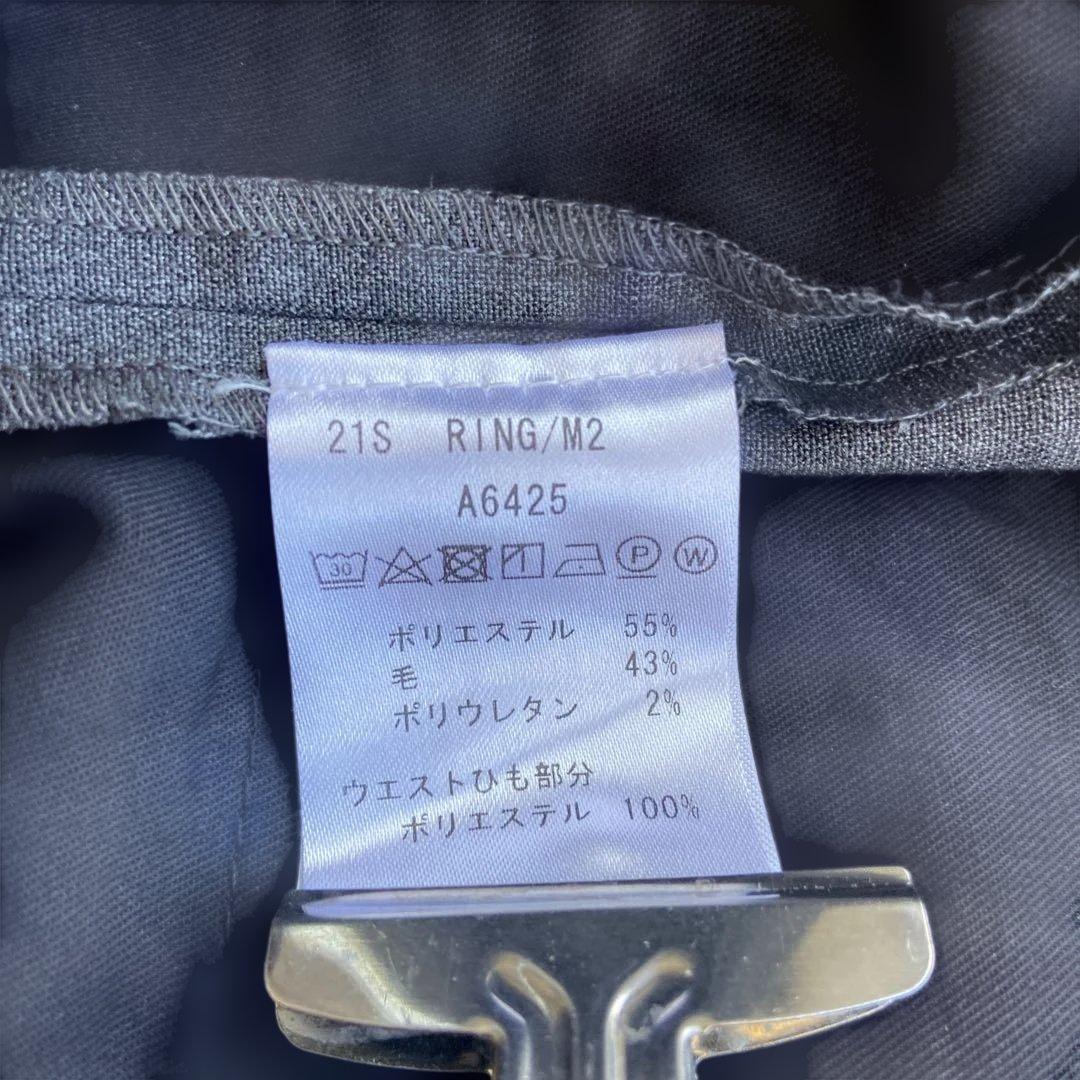 21S RING/M2
A6425
30 P W
ポリエステル 55%
毛 43%
ポリウレタン 2%
ウエストひも部分
ポリエステル 100%